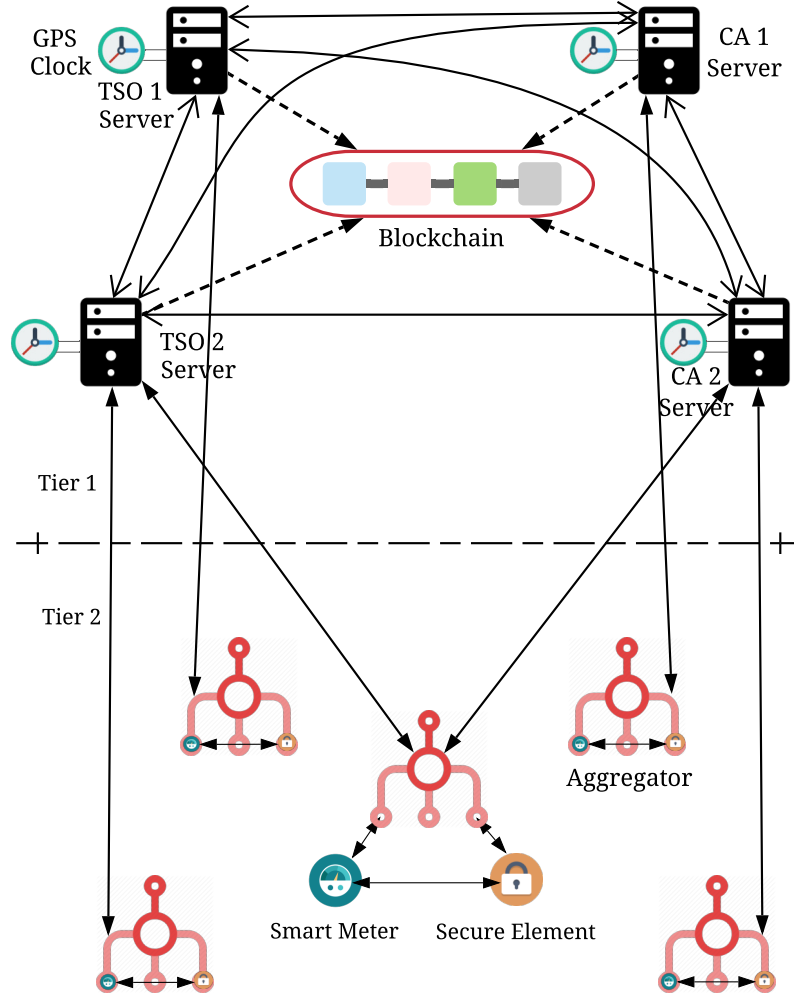 GPS
Clock
TSO 1
Server
CA 1
Server
Blockchain
TSO 2
Server
CA 2
Server
Tier 1
Tier 2
Aggregator
Smart Meter
Secure Element